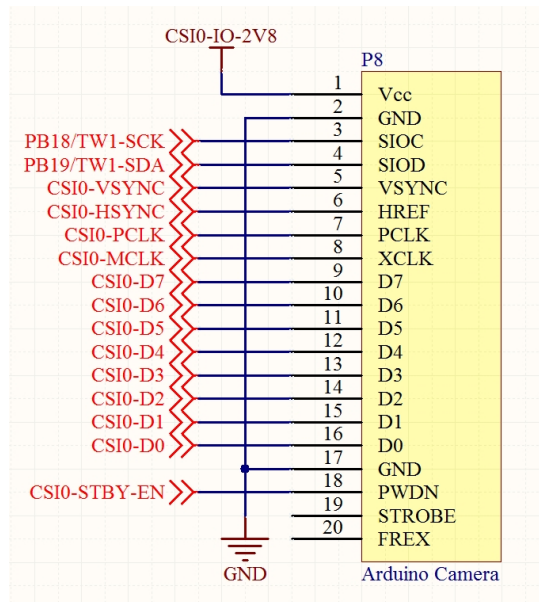 CSI0-IO-2V8
P8
1 Vcc
2 GND
PB18/TW1-SCK 3 SIOC
PB19/TW1-SDA 4 SIOD
CSI0-VSYNC 5 VSYNC
CSI0-HSYNC 6 HREF
CSI0-PCLK 7 PCLK
CSI0-MCLK 8 XCLK
CSI0-D7 9 D7
CSI0-D6 10 D6
CSI0-D5 11 D5
CSI0-D4 12 D4
CSI0-D3 13 D3
CSI0-D2 14 D2
CSI0-D1 15 D1
CSI0-D0 16 D0
17 GND
CSI0-STBY-EN 18 PWDN
19 STROBE
20 FREX
GND
Arduino Camera